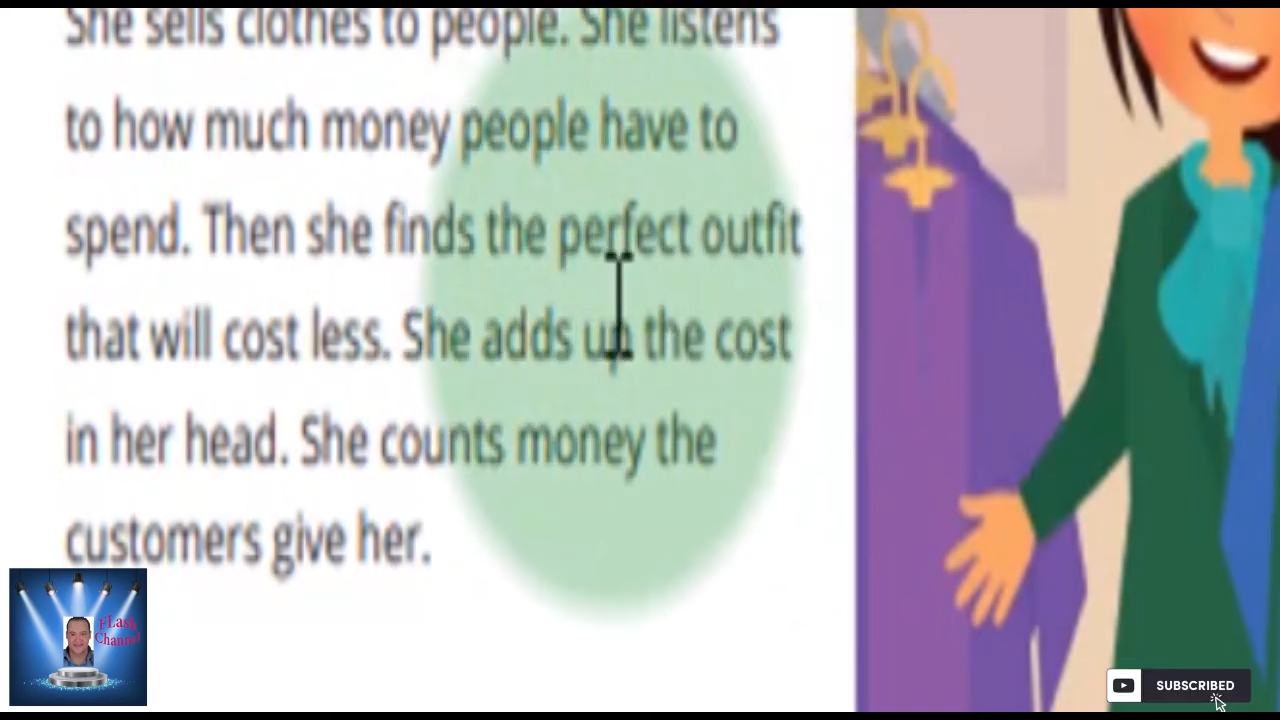 She sells clothes to people. She listens
to how much money people have to
spend. Then she finds the perfect outfit
that will cost less. She adds up the cost
in her head. She counts money the
customers give her.
FLask
Channel
SUBSCRIBED